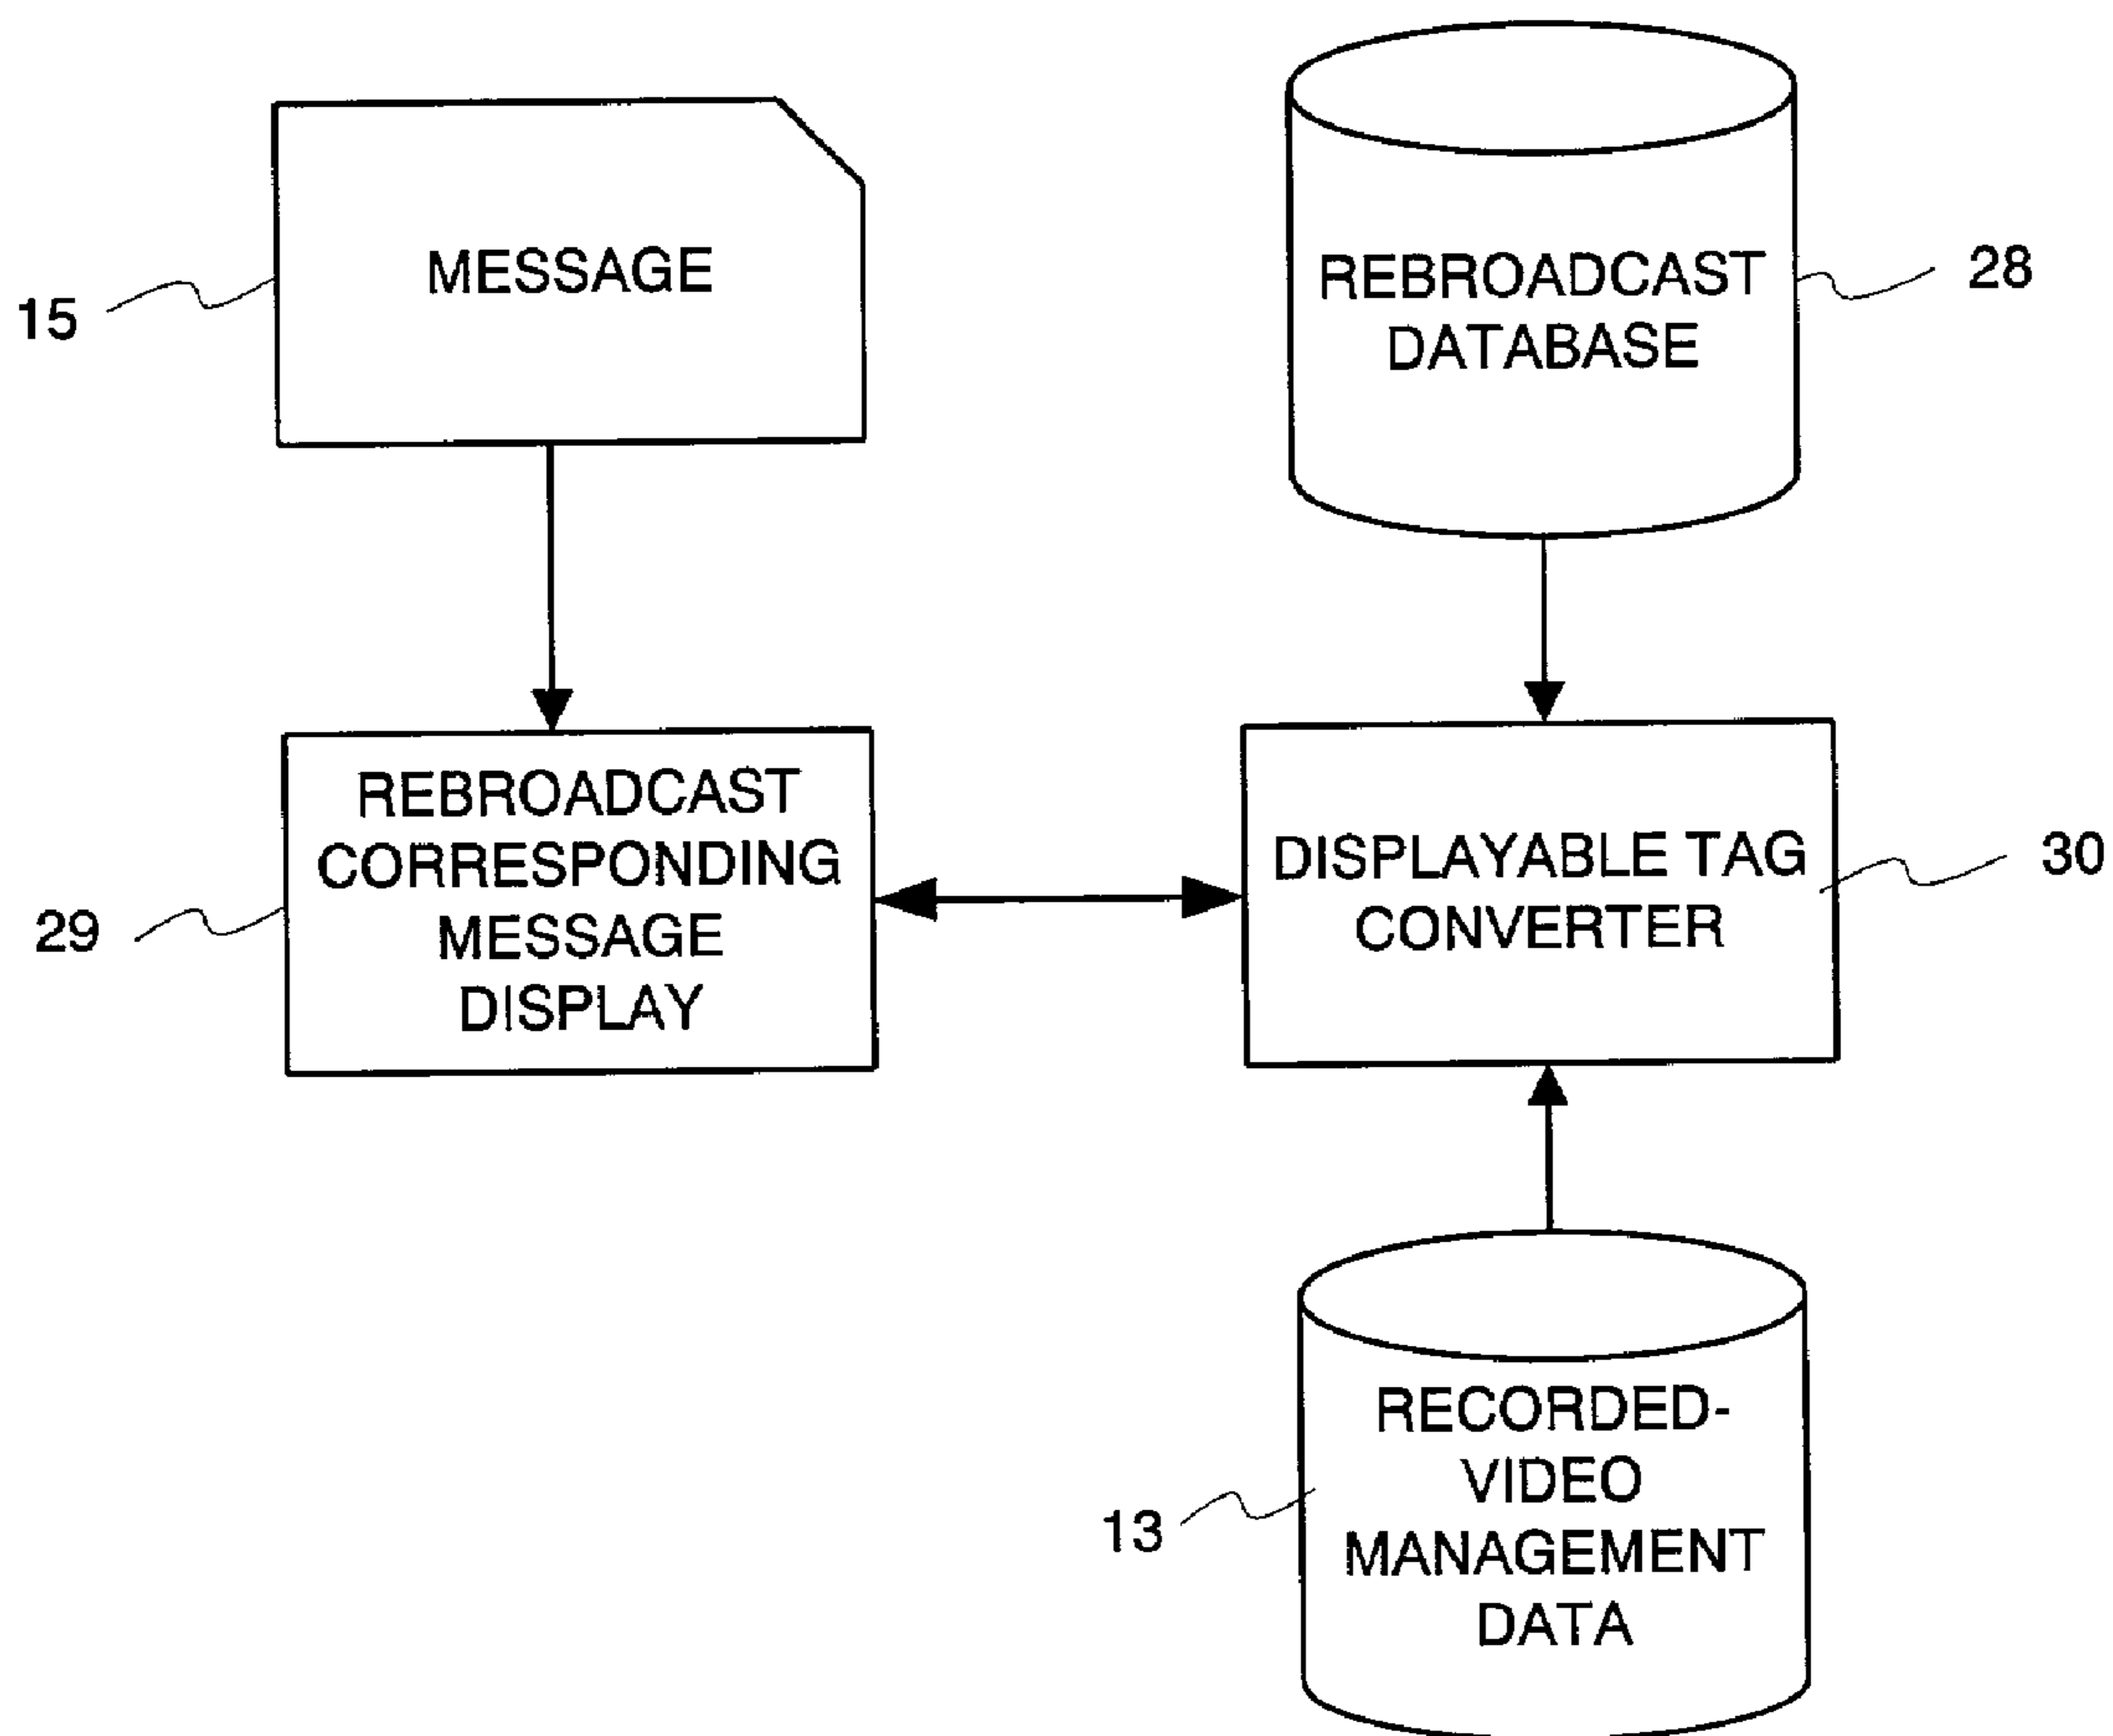 MESSAGE
15
REBROADCAST
DATABASE
28
REBROADCAST
CORRESPONDING
MESSAGE
DISPLAY
29
DISPLAYABLE TAG
CONVERTER
30
RECORDED-
VIDEO
MANAGEMENT
DATA
13